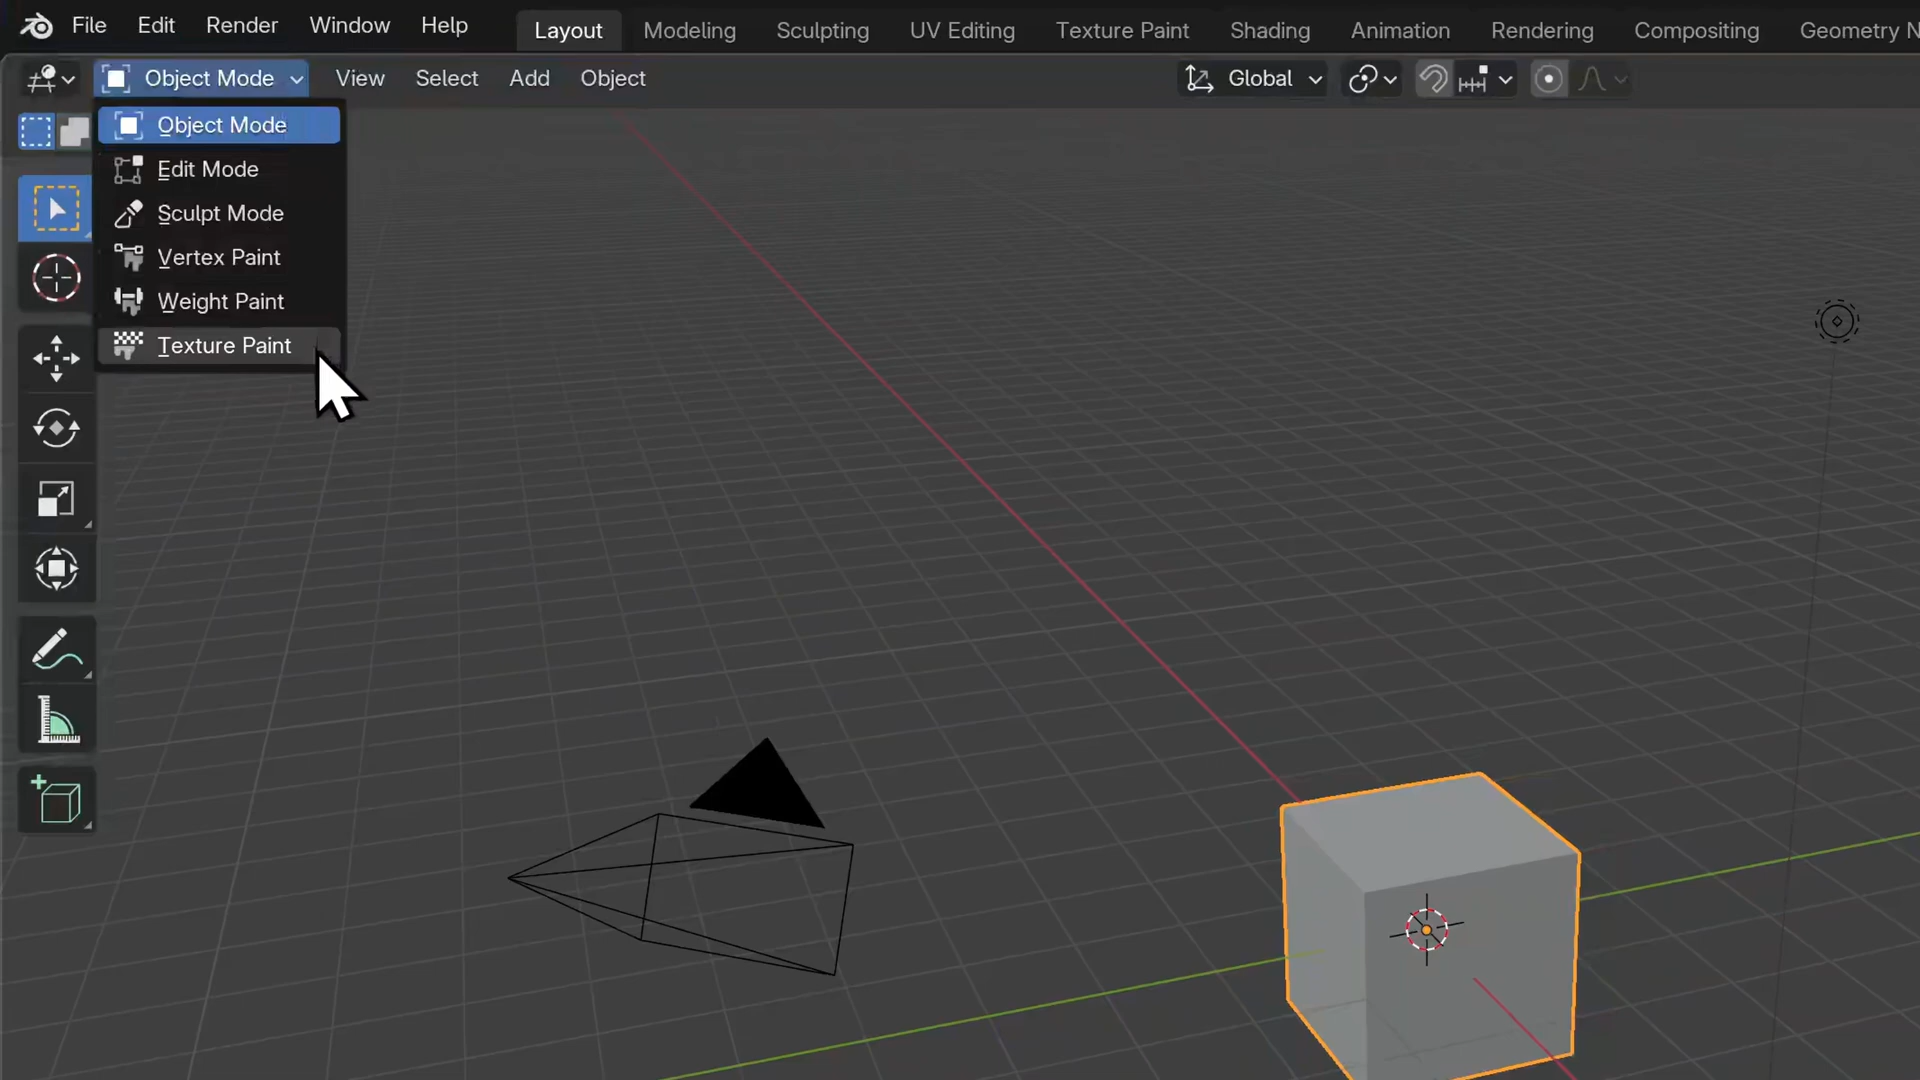 File Edit Render Window Help Layout Modeling Sculpting UV Editing Texture Paint Shading Animation Rendering Compositing Geometry N
Object Mode View Select Add Object Global
Object Mode
Edit Mode
Sculpt Mode
Vertex Paint
Weight Paint
Texture Paint